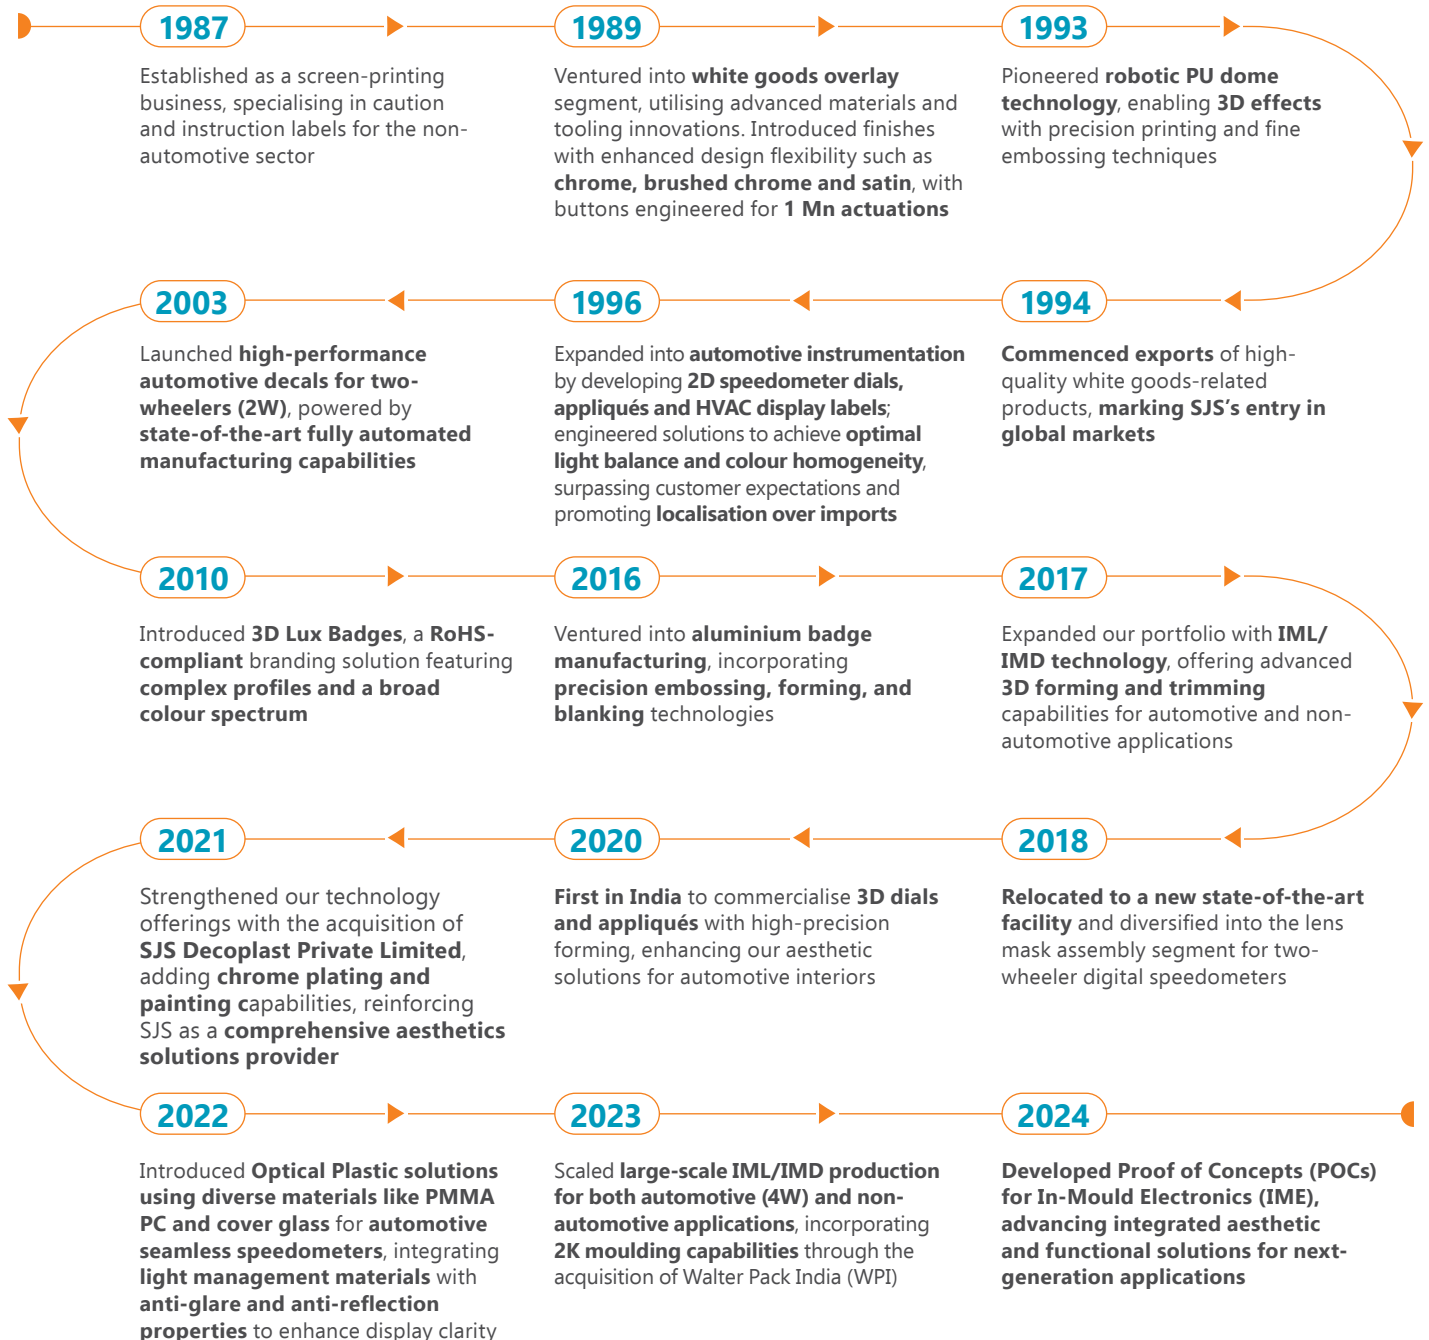 1987
Established as a screen-printing
business, specialising in caution
and instruction labels for the non-
automotive sector
1989
Ventured into white goods overlay
segment, utilising advanced materials and
tooling innovations. Introduced finishes
with enhanced design flexibility such as
chrome, brushed chrome and satin, with
buttons engineered for 1 Mn actuations
1993
Pioneered robotic PU dome
technology, enabling 3D effects
with precision printing and fine
embossing techniques
1994
Commenced exports of high-
quality white goods-related
products, marking SJS’s entry in
global markets
1996
Expanded into automotive instrumentation
by developing 2D speedometer dials,
appliqués and HVAC display labels;
engineered solutions to achieve optimal
light balance and colour homogeneity,
surpassing customer expectations and
promoting localisation over imports
2003
Launched high-performance
automotive decals for two-
wheelers (2W), powered by
state-of-the-art fully automated
manufacturing capabilities
2010
Introduced 3D Lux Badges, a RoHS-
compliant branding solution featuring
complex profiles and a broad
colour spectrum
2016
Ventured into aluminium badge
manufacturing, incorporating
precision embossing, forming, and
blanking technologies
2017
Expanded our portfolio with IML/
IMD technology, offering advanced
3D forming and trimming
capabilities for automotive and non-
automotive applications
2018
Relocated to a new state-of-the-art
facility and diversified into the lens
mask assembly segment for two-
wheeler digital speedometers
2020
First in India to commercialise 3D dials
and appliqués with high-precision
forming, enhancing our aesthetic
solutions for automotive interiors
2021
Strengthened our technology
offerings with the acquisition of
SJS Decoplast Private Limited,
adding chrome plating and
painting capabilities, reinforcing
SJS as a comprehensive aesthetics
solutions provider
2022
Introduced Optical Plastic solutions
using diverse materials like PMMA
PC and cover glass for automotive
seamless speedometers, integrating
light management materials with
anti-glare and anti-reflection
properties to enhance display clarity
2023
Scaled large-scale IML/IMD production
for both automotive (4W) and non-
automotive applications, incorporating
2K moulding capabilities through the
acquisition of Walter Pack India (WPI)
2024
Developed Proof of Concepts (POCs)
for In-Mould Electronics (IME),
advancing integrated aesthetic
and functional solutions for next-
generation applications